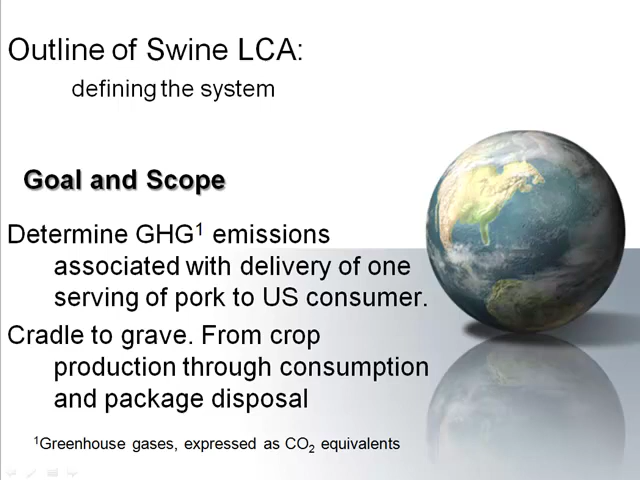 Outline of Swine LCA:
defining the system
Goal and Scope
Determine GHG¹ emissions
associated with delivery of one
serving of pork to US consumer.
Cradle to grave. From crop
production through consumption
and package disposal
¹Greenhouse gases, expressed as CO₂ equivalents